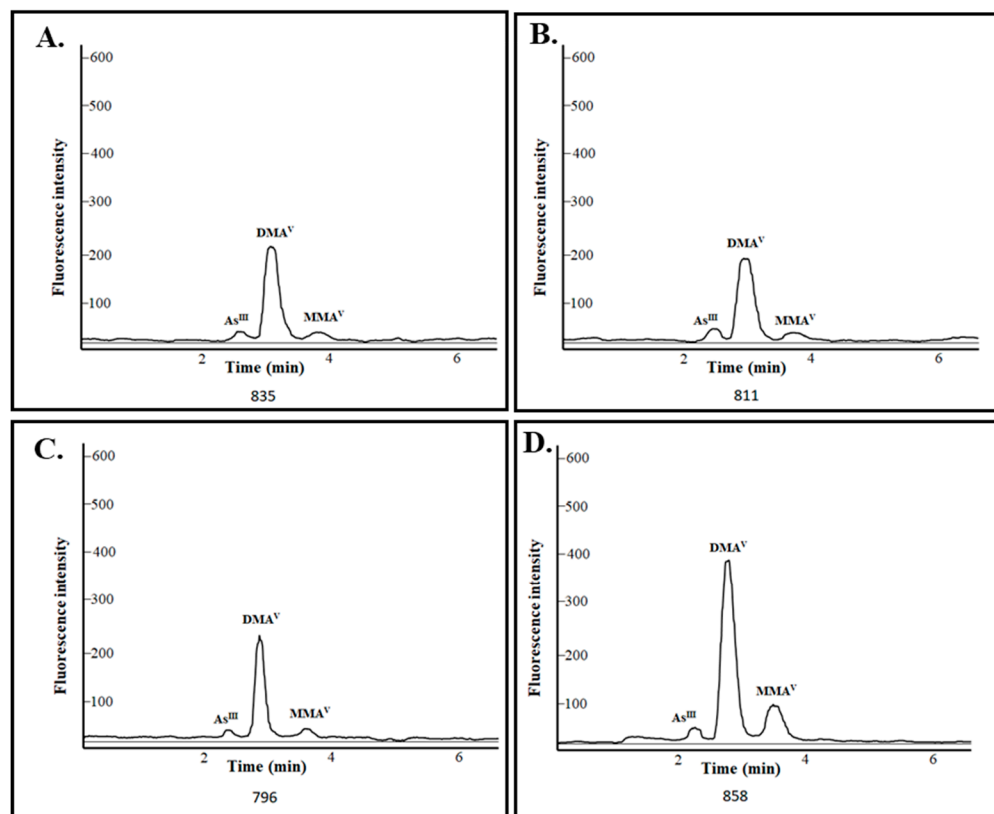 A.
600
500
400
300
200
100
Fluorescence intensity
DMAⱽ
Asᴵᴵᴵ
MMAⱽ
2
4
6
Time (min)
835
B.
600
500
400
300
200
100
Fluorescence intensity
DMAⱽ
Asᴵᴵᴵ
MMAⱽ
2
4
6
Time (min)
811
C.
600
500
400
300
200
100
Fluorescence intensity
DMAⱽ
Asᴵᴵᴵ
MMAⱽ
2
4
6
Time (min)
796
D.
600
500
400
300
200
100
Fluorescence intensity
DMAⱽ
Asᴵᴵᴵ
MMAⱽ
2
4
6
Time (min)
858